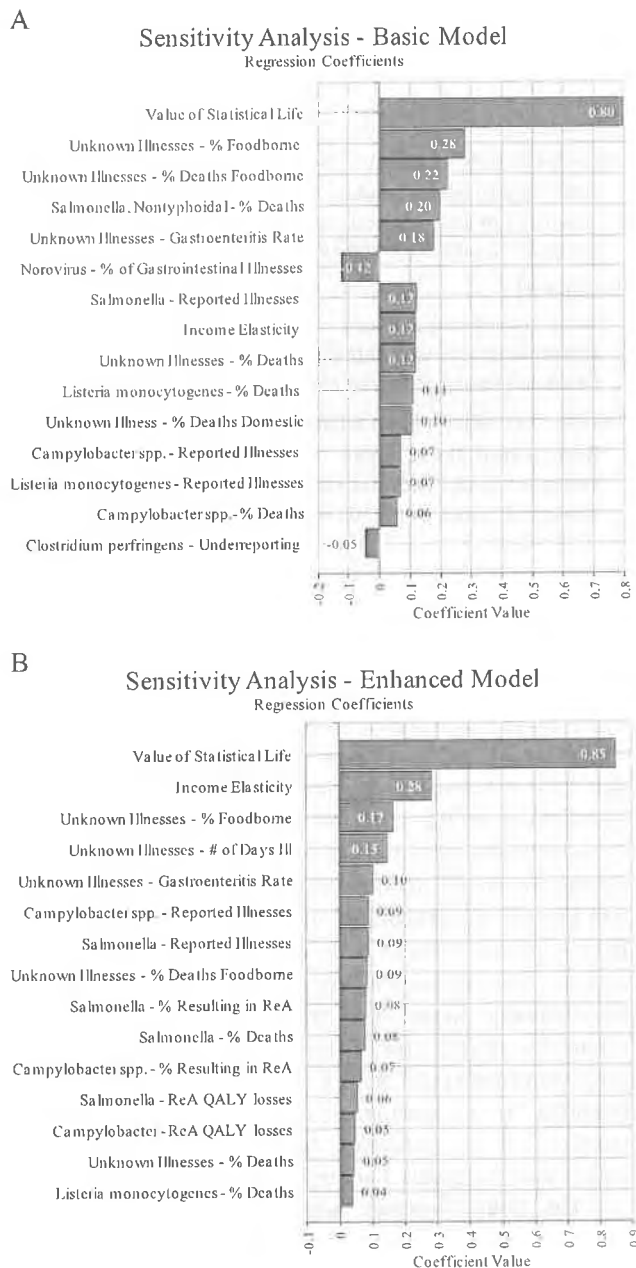 A
Sensitivity Analysis - Basic Model
Regression Coefficients
Value of Statistical Life 0.80
Unknown Illnesses - % Foodborne 0.28
Unknown Illnesses - % Deaths Foodborne 0.22
Salmonella, Nontyphoidal - % Deaths 0.20
Unknown Illnesses - Gastroenteritis Rate 0.18
Norovirus - % of Gastrointestinal Illnesses -0.12
Salmonella - Reported Illnesses 0.12
Income Elasticity 0.12
Unknown Illnesses - % Deaths 0.12
Listeria monocytogenes - % Deaths 0.11
Unknown Illness - % Deaths Domestic 0.10
Campylobacter spp. - Reported Illnesses 0.07
Listeria monocytogenes - Reported Illnesses 0.07
Campylobacter spp. - % Deaths 0.06
Clostridium perfringens - Underreporting -0.05
-0.2 -0.1 0 0.1 0.2 0.3 0.4 0.5 0.6 0.7 0.8
Coefficient Value
B
Sensitivity Analysis - Enhanced Model
Regression Coefficients
Value of Statistical Life 0.85
Income Elasticity 0.28
Unknown Illnesses - % Foodborne 0.17
Unknown Illnesses - # of Days Ill 0.15
Unknown Illnesses - Gastroenteritis Rate 0.10
Campylobacter spp. - Reported Illnesses 0.09
Salmonella - Reported Illnesses 0.09
Unknown Illnesses - % Deaths Foodborne 0.09
Salmonella - % Resulting in ReA 0.08
Salmonella - % Deaths 0.08
Campylobacter spp. - % Resulting in ReA 0.07
Salmonella - ReA QALY losses 0.06
Campylobacter - ReA QALY losses 0.05
Unknown Illnesses - % Deaths 0.05
Listeria monocytogenes - % Deaths 0.04
-0.1 0 0.1 0.2 0.3 0.4 0.5 0.6 0.7 0.8 0.9
Coefficient Value